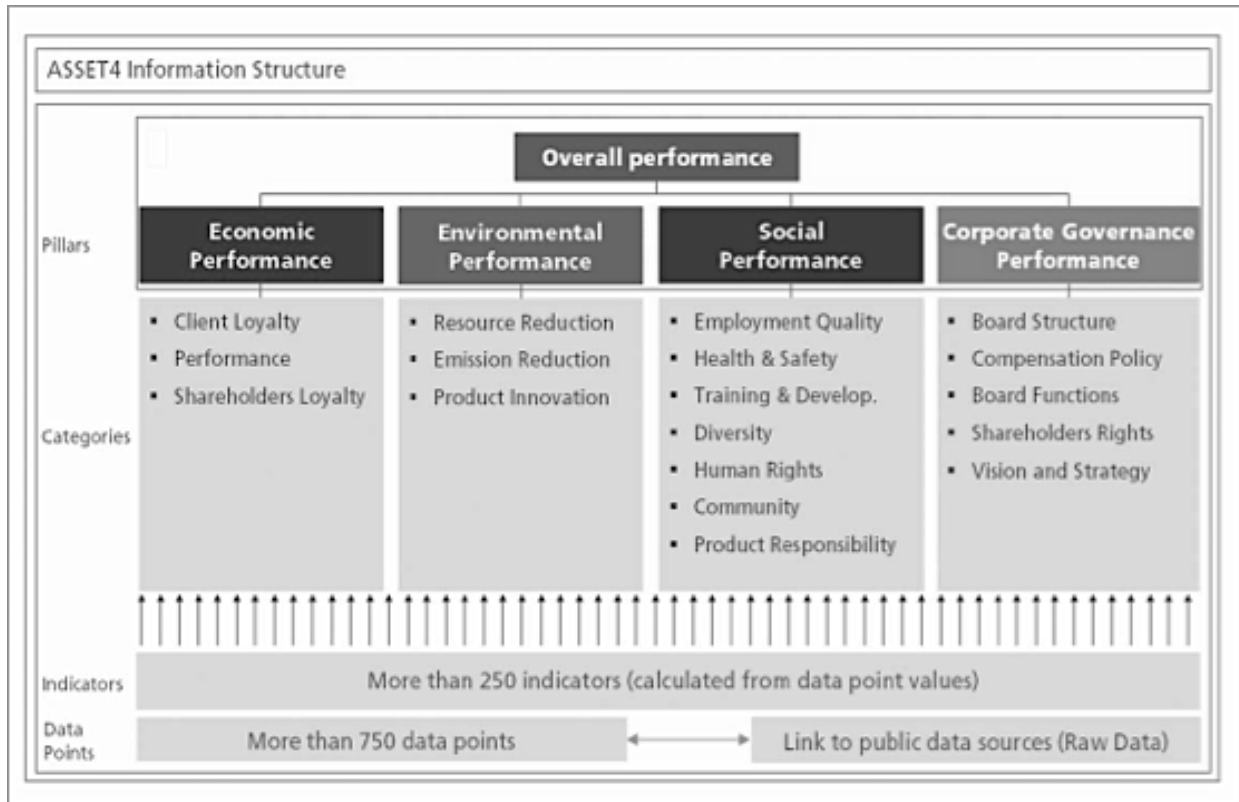 ASSET4 Information Structure
Overall performance
Pillars
Economic
Performance
Environmental
Performance
Social
Performance
Corporate Governance
Performance
Categories
▪ Client Loyalty
▪ Performance
▪ Shareholders Loyalty
▪ Resource Reduction
▪ Emission Reduction
▪ Product Innovation
▪ Employment Quality
▪ Health & Safety
▪ Training & Develop.
▪ Diversity
▪ Human Rights
▪ Community
▪ Product Responsibility
▪ Board Structure
▪ Compensation Policy
▪ Board Functions
▪ Shareholders Rights
▪ Vision and Strategy
Indicators
More than 250 indicators (calculated from data point values)
Data
Points
More than 750 data points
Link to public data sources (Raw Data)